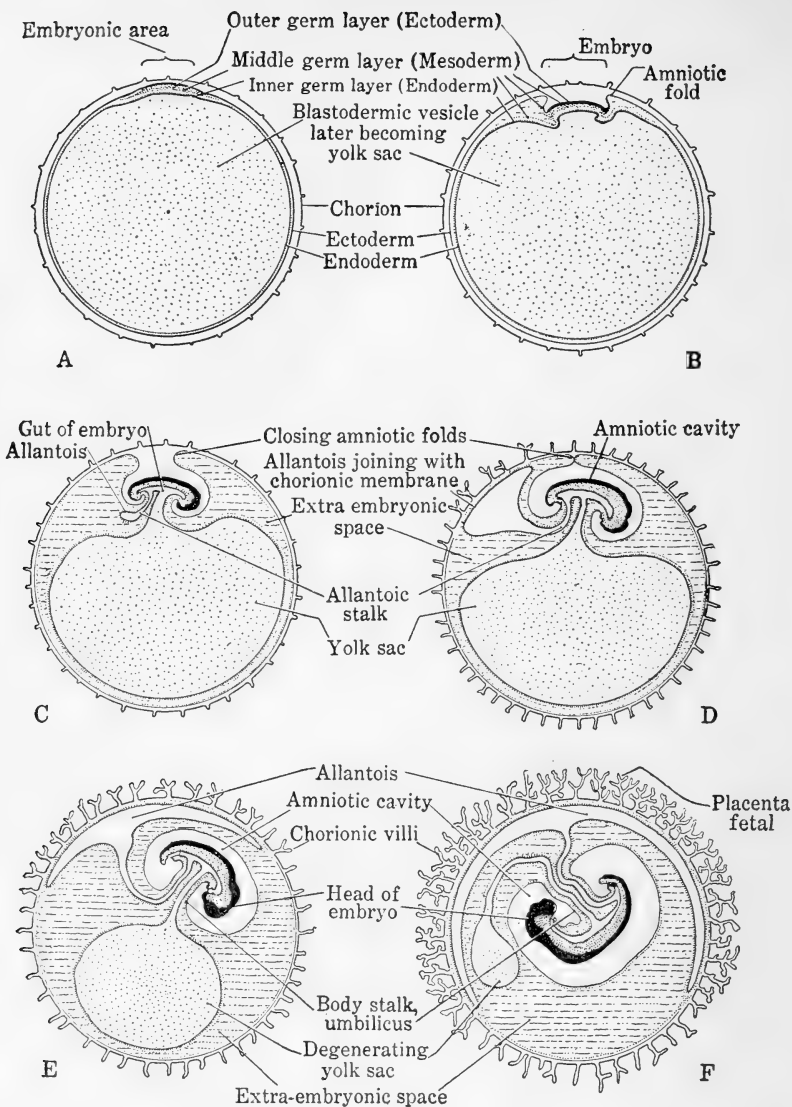 Outer germ layer (Ectoderm)
Embryonic area
Middle germ layer (Mesoderm)
Embryo
Inner germ layer (Endoderm)
Amniotic
fold
Blastodermic vesicle
later becoming
yolk sac
Chorion
Ectoderm
Endoderm
A
B
Gut of embryo
Allantois
Closing amniotic folds
Allantois joining with
chorionic membrane
Amniotic cavity
Extra embryonic
space
Allantoic
stalk
Yolk sac
C
D
Allantois
Amniotic cavity
Chorionic villi
Placenta
fetal
Head of
embryo
Body stalk,
umbilicus
Degenerating
yolk sac
E
F
Extra-embryonic space